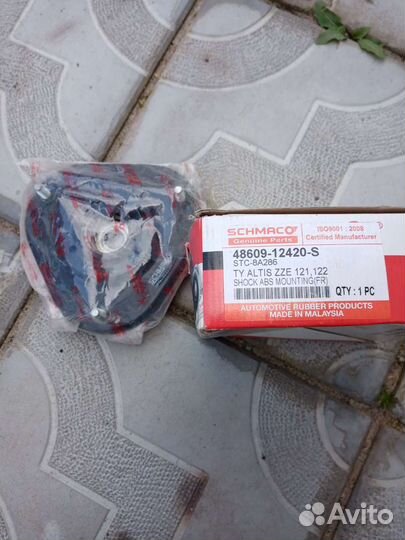 SCHMACO
Genuine Parts
ISO9001 : 2008
Certified Manufacturer
48609-12420-S
STC-8A286
TY ALTIS ZZE 121,122
SHOCK ABS MOUNTING(FR)
QTY : 1 PC
AUTOMOTIVE RUBBER PRODUCTS
MADE IN MALAYSIA
Avito